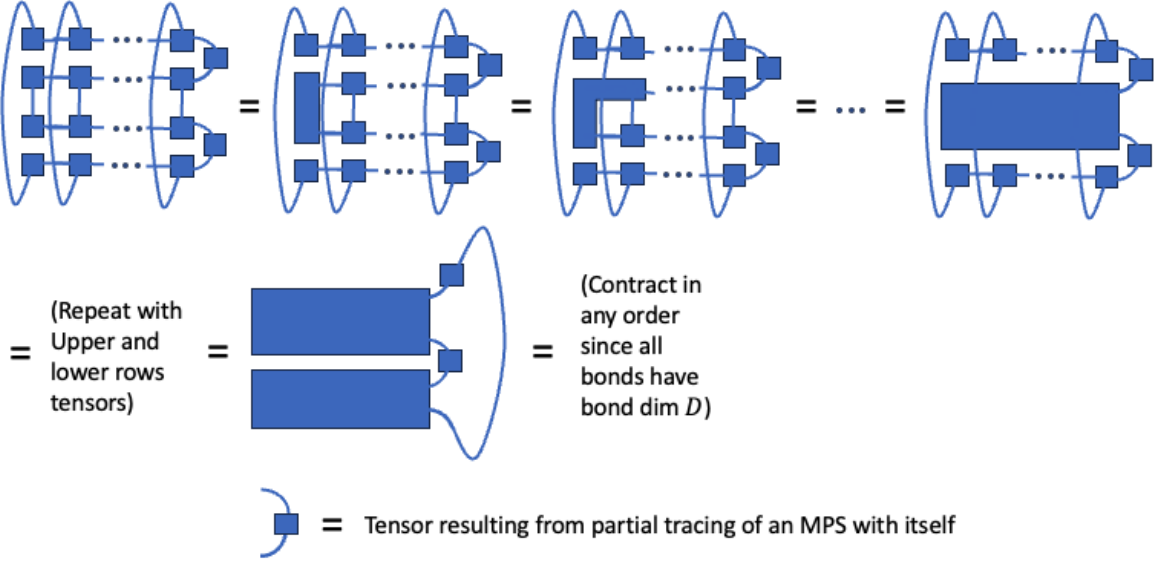 = = = ... =
=
(Repeat with
Upper and
lower rows
tensors)
=
=
(Contract in
any order
since all
bonds have
bond dim D)
= Tensor resulting from partial tracing of an MPS with itself